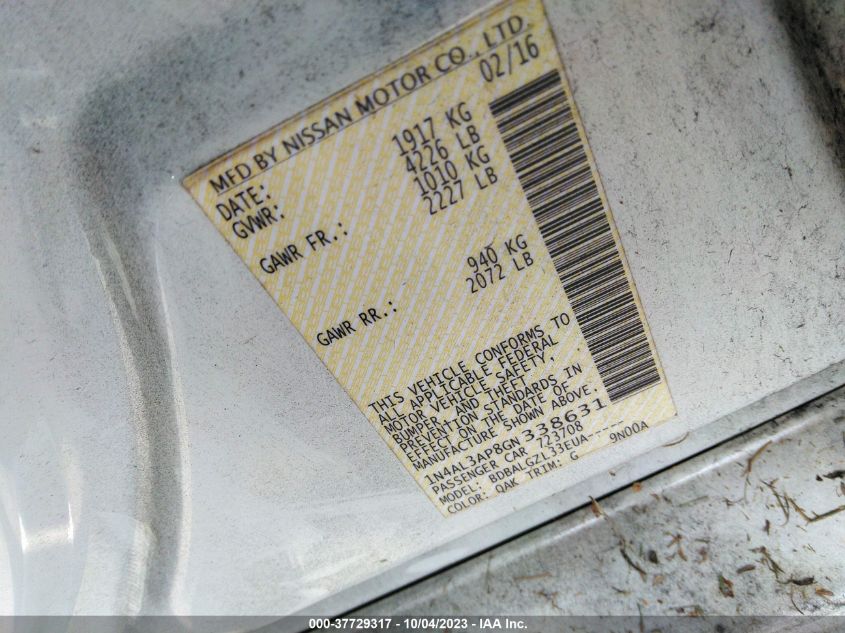 MFD BY NISSAN MOTOR CO., LTD.
DATE: 02/16
GVWR: 1917 KG
4226 LB
GAWR FR.: 1010 KG
2227 LB
GAWR RR.: 940 KG
2072 LB
THIS VEHICLE CONFORMS TO
ALL APPLICABLE FEDERAL
MOTOR VEHICLE SAFETY,
BUMPER, AND THEFT
PREVENTION STANDARDS IN
EFFECT ON THE DATE OF
MANUFACTURE SHOWN ABOVE.
1N4AL3AP8GN338631
PASSENGER CAR 723708
MODEL: BDBALGZL33EUA-----
COLOR: QAK TRIM: G 9N00A
000-37729317 - 10/04/2023 - IAA Inc.